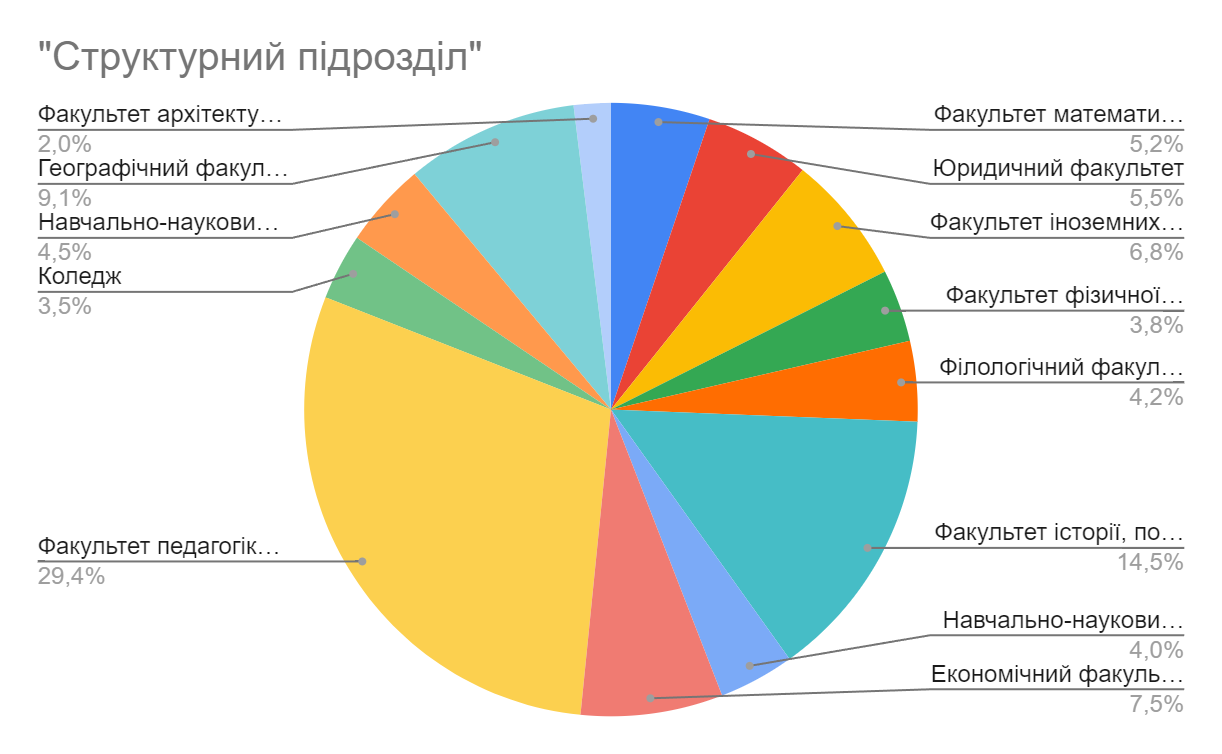 "Структурний підрозділ"
Факультет архітекту…
2,0%
Географічний факул…
9,1%
Навчально-наукови…
4,5%
Коледж
3,5%
Факультет педагогік…
29,4%
Факультет математи…
5,2%
Юридичний факультет
5,5%
Факультет іноземних…
6,8%
Факультет фізичної…
3,8%
Філологічний факул…
4,2%
Факультет історії, по…
14,5%
Навчально-наукови…
4,0%
Економічний факуль…
7,5%